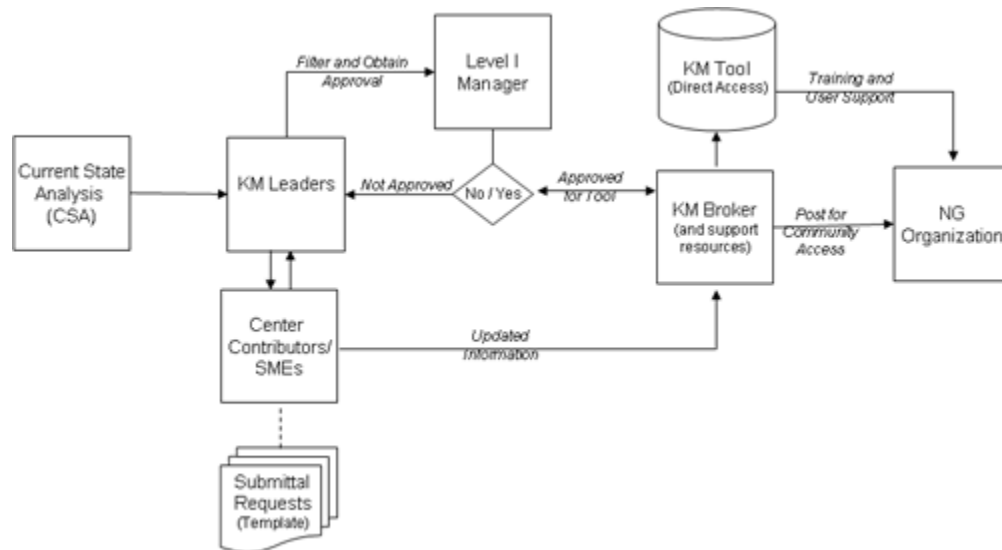 Filter and Obtain
Approval
Level I
Manager
KM Tool
(Direct Access)
Training and
User Support
Current State
Analysis
(CSA)
KM Leaders
Not Approved
No / Yes
Approved
for Tool
KM Broker
(and support
resources)
Post for
Community
Access
NG
Organization
Center
Contributors/
SMEs
Updated
Information
Submittal
Requests
(Template)